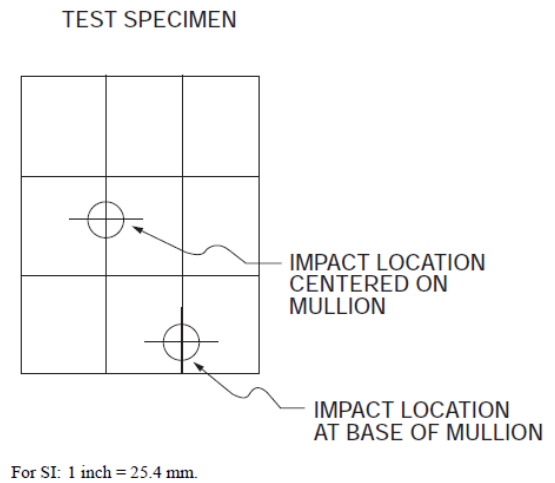 TEST SPECIMEN
IMPACT LOCATION
CENTERED ON
MULLION
IMPACT LOCATION
AT BASE OF MULLION
For SI: 1 inch = 25.4 mm.